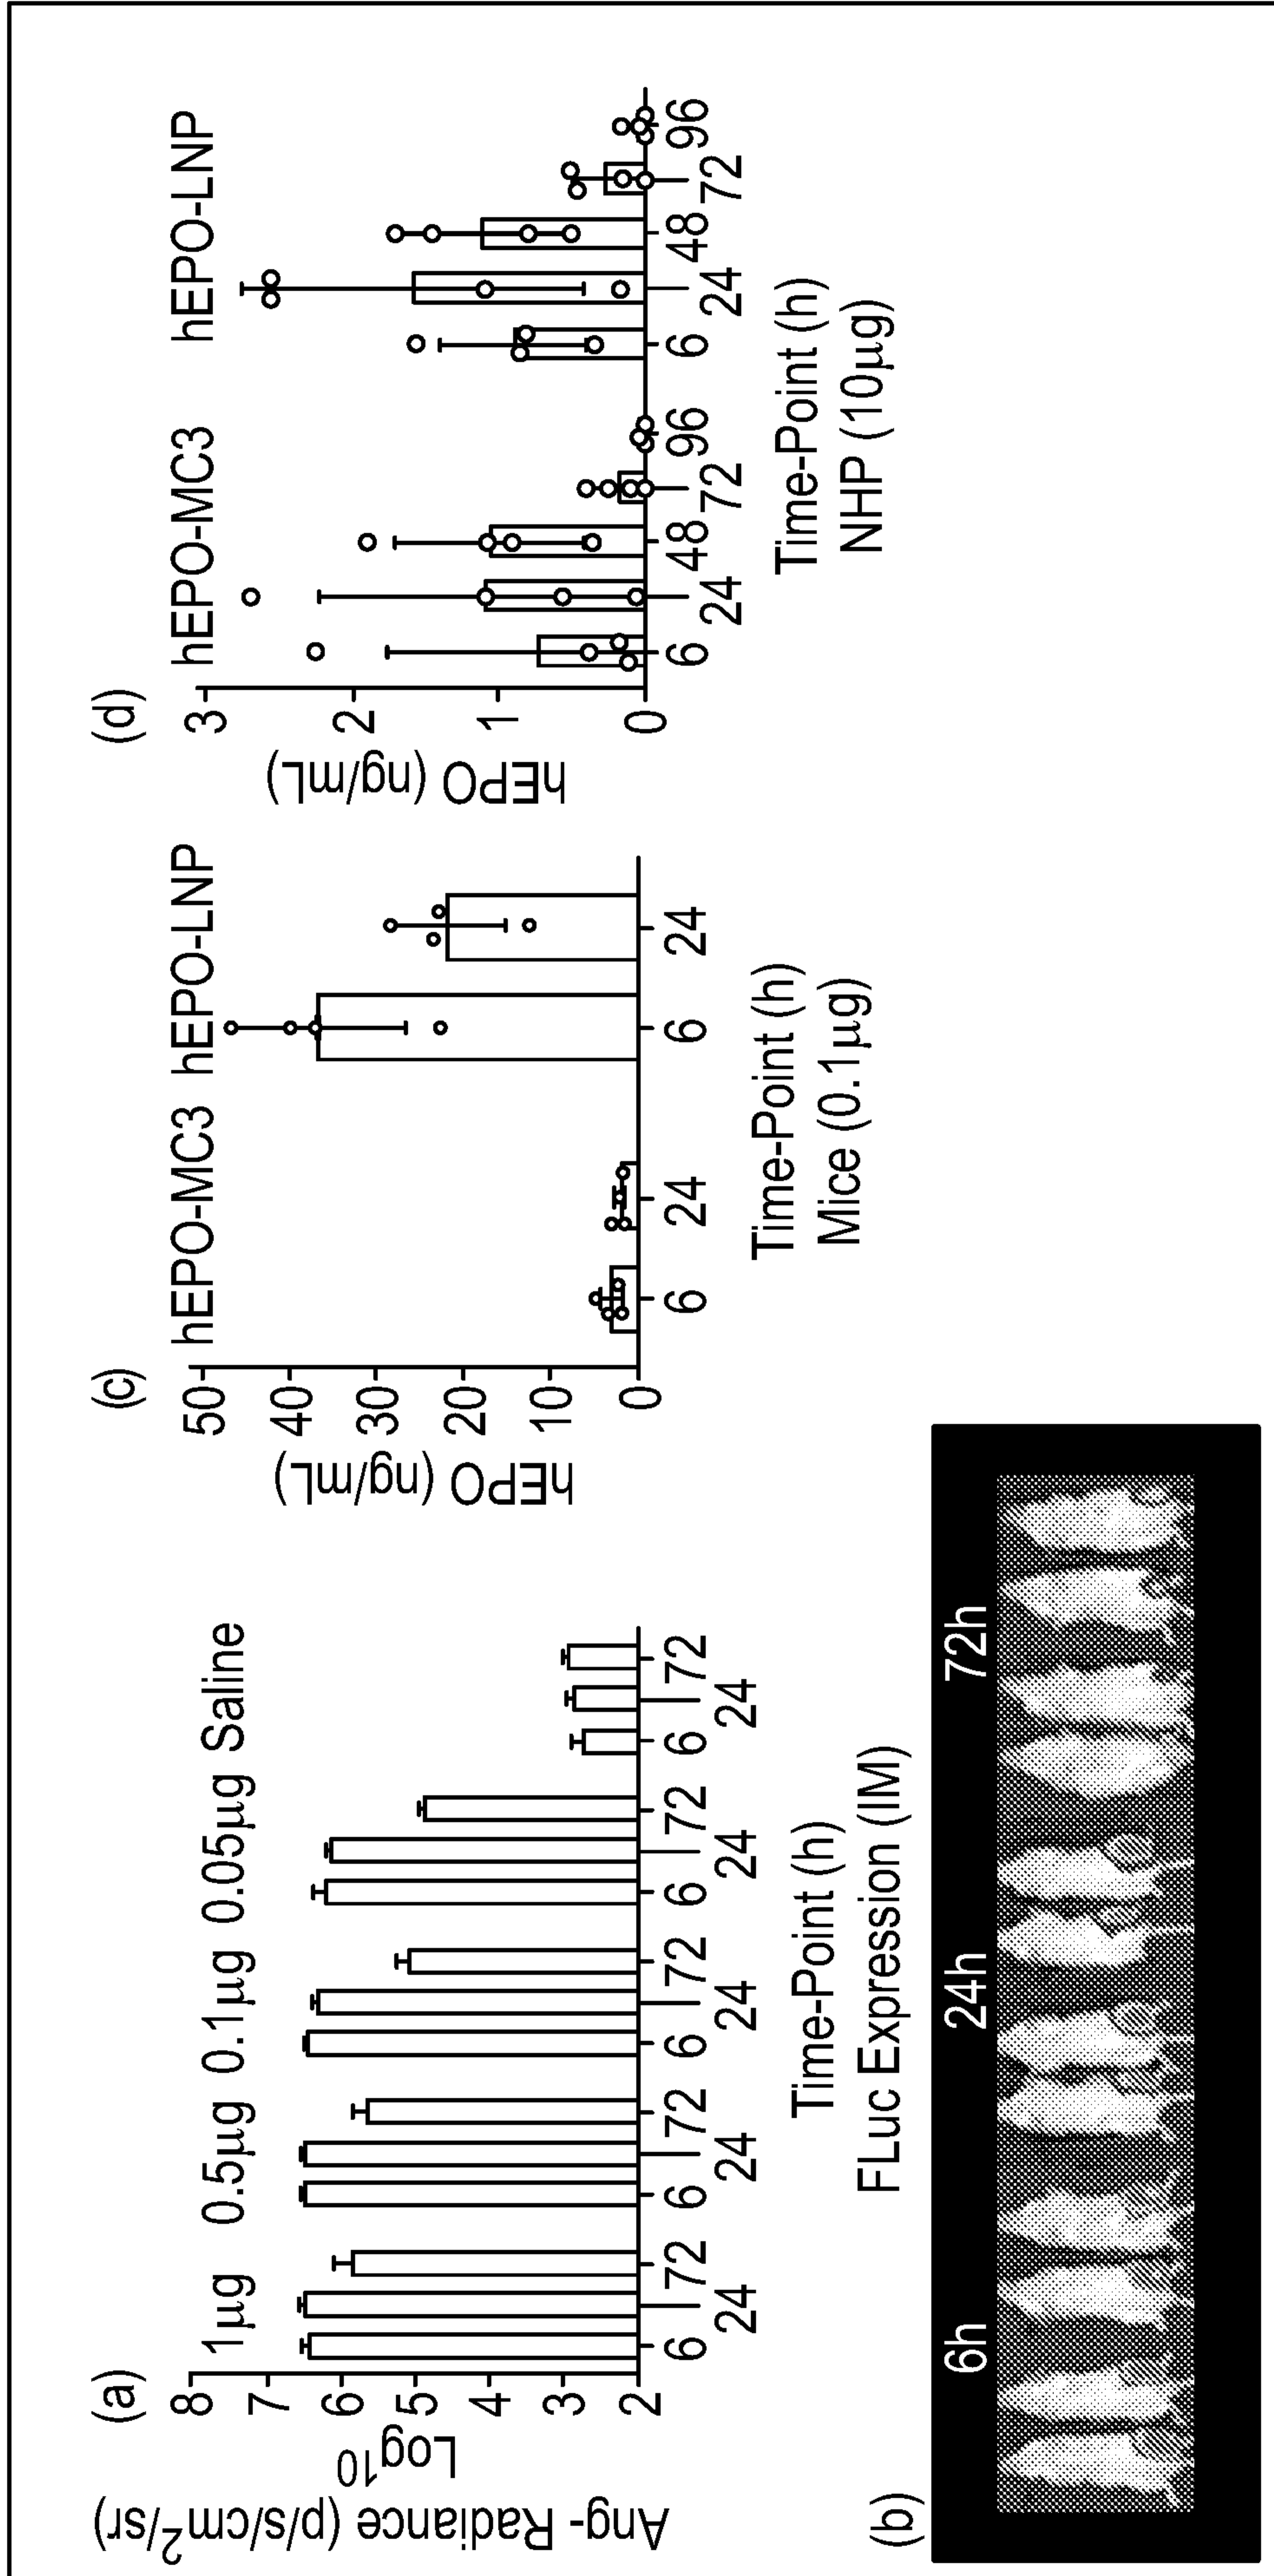 (a)
1µg 0.5µg 0.1µg 0.05µg Saline
Ang- Radiance (p/s/cm2/sr)
Log10
8
7
6
5
4
3
2
6 24 72 6 24 72 6 24 72 6 24 72 6 24 72
Time-Point (h)
FLuc Expression (IM)
(b)
6h 24h 72h
(c)
hEPO-MC3 hEPO-LNP
hEPO (ng/mL)
50
40
30
20
10
0
6 24 6 24
Time-Point (h)
Mice (0.1µg)
(d)
hEPO-MC3 hEPO-LNP
hEPO (ng/mL)
3
2
1
0
6 24 48 72 96 6 24 48 72 96
Time-Point (h)
NHP (10µg)